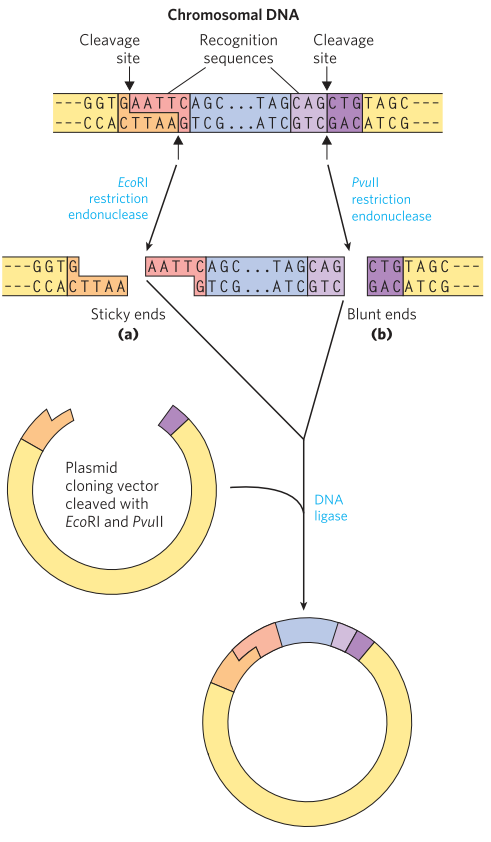 Chromosomal DNA
Cleavage
site
Recognition
sequences
Cleavage
site
---GGTGAATTCAGC...TAGCAGCTGTAGC---
---CCACTTAAGTCG...ATCGTCGACATCG---
EcoRI
restriction
endonuclease
PvuII
restriction
endonuclease
---GGTG
---CCACTTAA
AATTCAGC...TAGCAG
GTCG...ATCGTC
CTGTAGC---
GACATCG---
Sticky ends
(a)
Blunt ends
(b)
Plasmid
cloning vector
cleaved with
EcoRI and PvuII
DNA
ligase